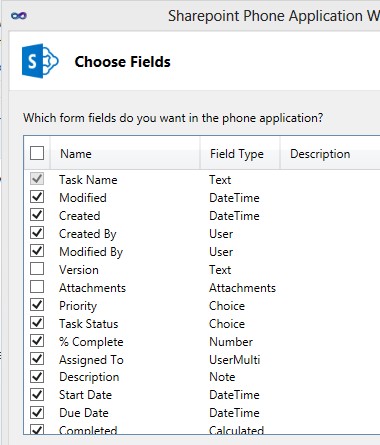 Sharepoint Phone Application W
Choose Fields
Which form fields do you want in the phone application?
Name Field Type Description
Task Name Text
Modified DateTime
Created DateTime
Created By User
Modified By User
Version Text
Attachments Attachments
Priority Choice
Task Status Choice
% Complete Number
Assigned To UserMulti
Description Note
Start Date DateTime
Due Date DateTime
Completed Calculated